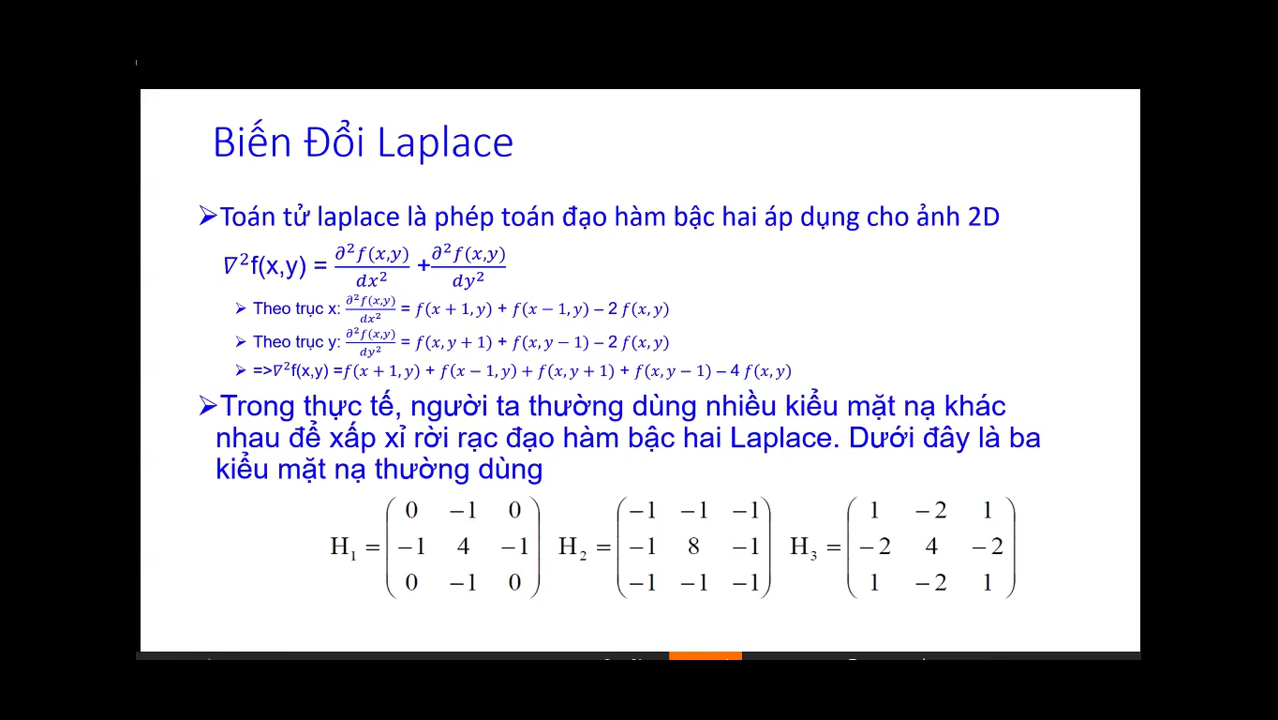 Biến Đổi Laplace
➢Toán tử laplace là phép toán đạo hàm bậc hai áp dụng cho ảnh 2D
∇²f(x,y) = ∂²f(x,y)/dx² + ∂²f(x,y)/dy²
➢ Theo trục x: ∂²f(x,y)/dx² = f(x + 1, y) + f(x − 1, y) – 2 f(x, y)
➢ Theo trục y: ∂²f(x,y)/dy² = f(x, y + 1) + f(x, y − 1) – 2 f(x, y)
➢ =>∇²f(x,y) =f(x + 1, y) + f(x − 1, y) + f(x, y + 1) + f(x, y − 1) – 4 f(x, y)
➢Trong thực tế, người ta thường dùng nhiều kiểu mặt nạ khác
nhau để xấp xỉ rời rạc đạo hàm bậc hai Laplace. Dưới đây là ba
kiểu mặt nạ thường dùng
0 −1 0 −1 −1 −1 1 −2 1
H₁ = −1 4 −1 H₂ = −1 8 −1 H₃ = −2 4 −2
0 −1 0 −1 −1 −1 1 −2 1